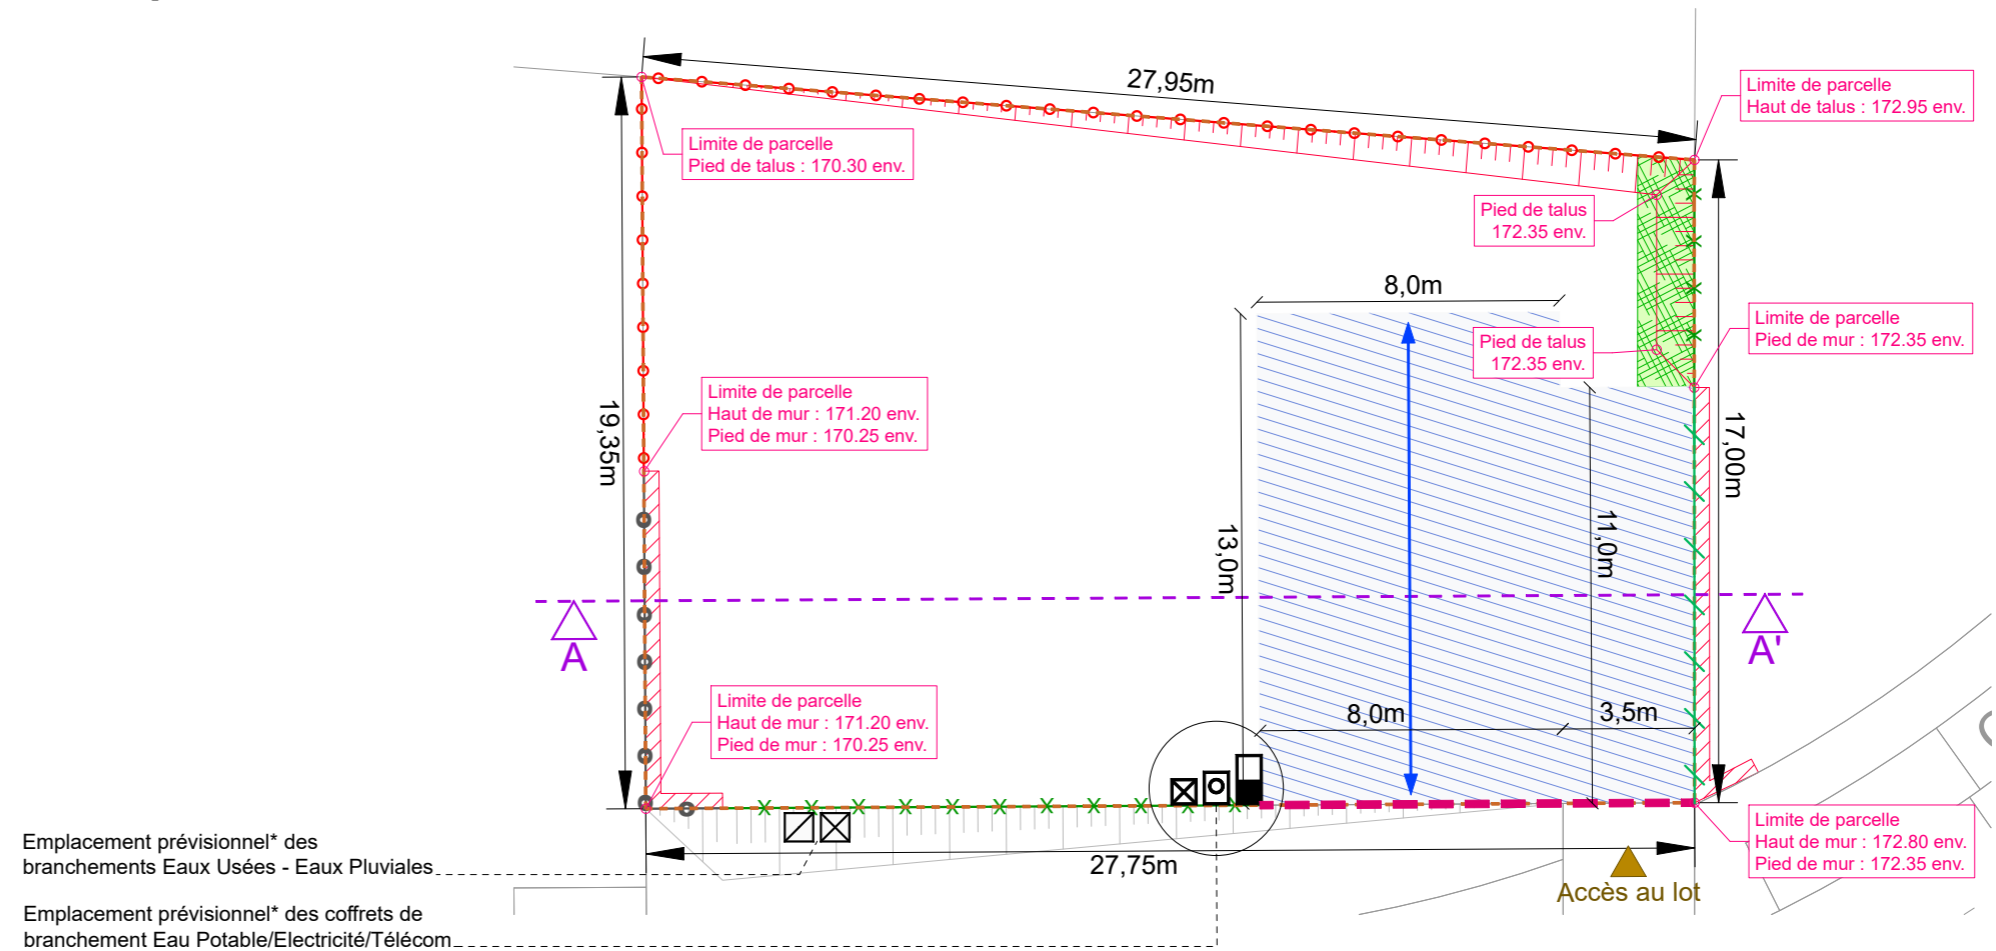 27,95m
Limite de parcelle
Haut de talus : 172.95 env.
Limite de parcelle
Pied de talus : 170.30 env.
Pied de talus
172.35 env.
8,0m
Limite de parcelle
Pied de mur : 172.35 env.
Pied de talus
172.35 env.
Limite de parcelle
Haut de mur : 171.20 env.
Pied de mur : 170.25 env.
19,35m
17,00m
13,0m
11,0m
A
A'
Limite de parcelle
Haut de mur : 171.20 env.
Pied de mur : 170.25 env.
8,0m
3,5m
Limite de parcelle
Haut de mur : 172.80 env.
Pied de mur : 172.35 env.
27,75m
Accès au lot
Emplacement prévisionnel* des
branchements Eaux Usées - Eaux Pluviales
Emplacement prévisionnel* des coffrets de
branchement Eau Potable/Electricité/Télécom